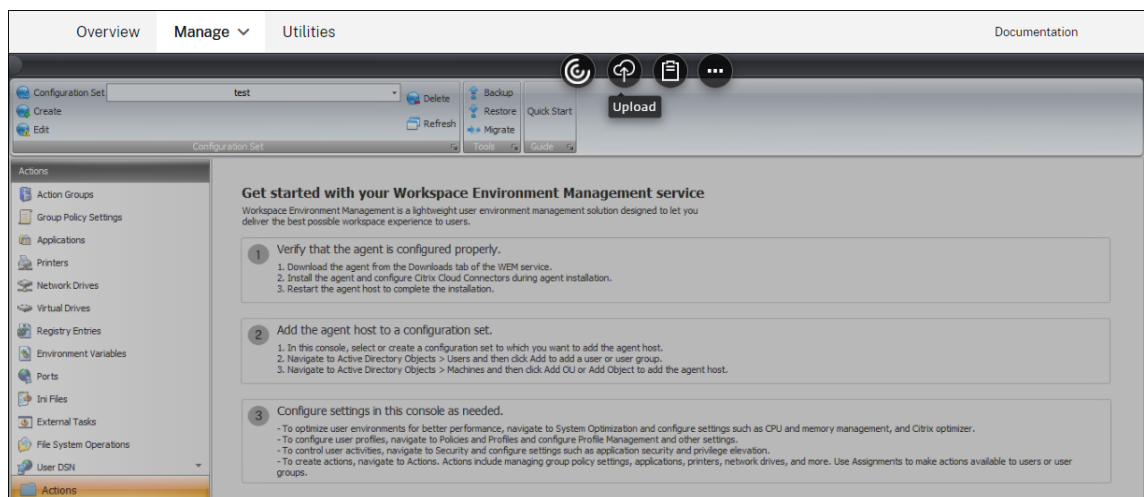 Overview Manage Utilities Documentation
Upload
Configuration Set test
Create
Edit
Delete
Refresh
Configuration Set
Backup
Restore
Migrate
Tools
Quick Start
Guide
Actions
Action Groups
Group Policy Settings
Applications
Printers
Network Drives
Virtual Drives
Registry Entries
Environment Variables
Ports
Ini Files
External Tasks
File System Operations
User DSN
Actions
Get started with your Workspace Environment Management service
Workspace Environment Management is a lightweight user environment management solution designed to let you
deliver the best possible workspace experience to users.
1 Verify that the agent is configured properly.
1. Download the agent from the Downloads tab of the WEM service.
2. Install the agent and configure Citrix Cloud Connectors during agent installation.
3. Restart the agent host to complete the installation.
2 Add the agent host to a configuration set.
1. In this console, select or create a configuration set to which you want to add the agent host.
2. Navigate to Active Directory Objects > Users and then click Add to add a user or user group.
3. Navigate to Active Directory Objects > Machines and then click Add OU or Add Object to add the agent host.
3 Configure settings in this console as needed.
- To optimize user environments for better performance, navigate to System Optimization and configure settings such as CPU and memory management, and Citrix optimizer.
- To configure user profiles, navigate to Policies and Profiles and configure Profile Management and other settings.
- To control user activities, navigate to Security and configure settings such as application security and privilege elevation.
- To create actions, navigate to Actions. Actions include managing group policy settings, applications, printers, network drives, and more. Use Assignments to make actions available to users or user
groups.